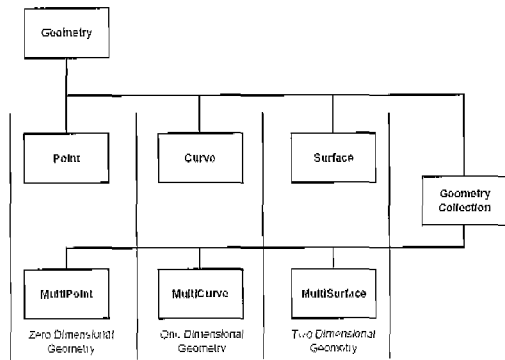 Geometry
Point
Curve
Surface
Geometry
Collection
MultiPoint
MultiCurve
MultiSurface
Zero Dimensional
Geometry
One Dimensional
Geometry
Two Dimensional
Geometry